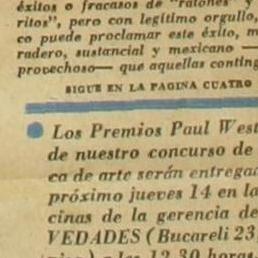 éxitos o fracasos de "ratones" y
ritos", pero con legítimo orgullo,
co puede proclamar este éxito, m
radero, sustancial y mexicano —
provechoso— que aquellas conting
SIGUE EN LA PAGINA CUATRO
Los Premios Paul West
de nuestro concurso de
ca de arte serán entregad
próximo jueves 14 en la
cinas de la gerencia de
VEDADES (Bucareli 23,
a las 12.30 horas.